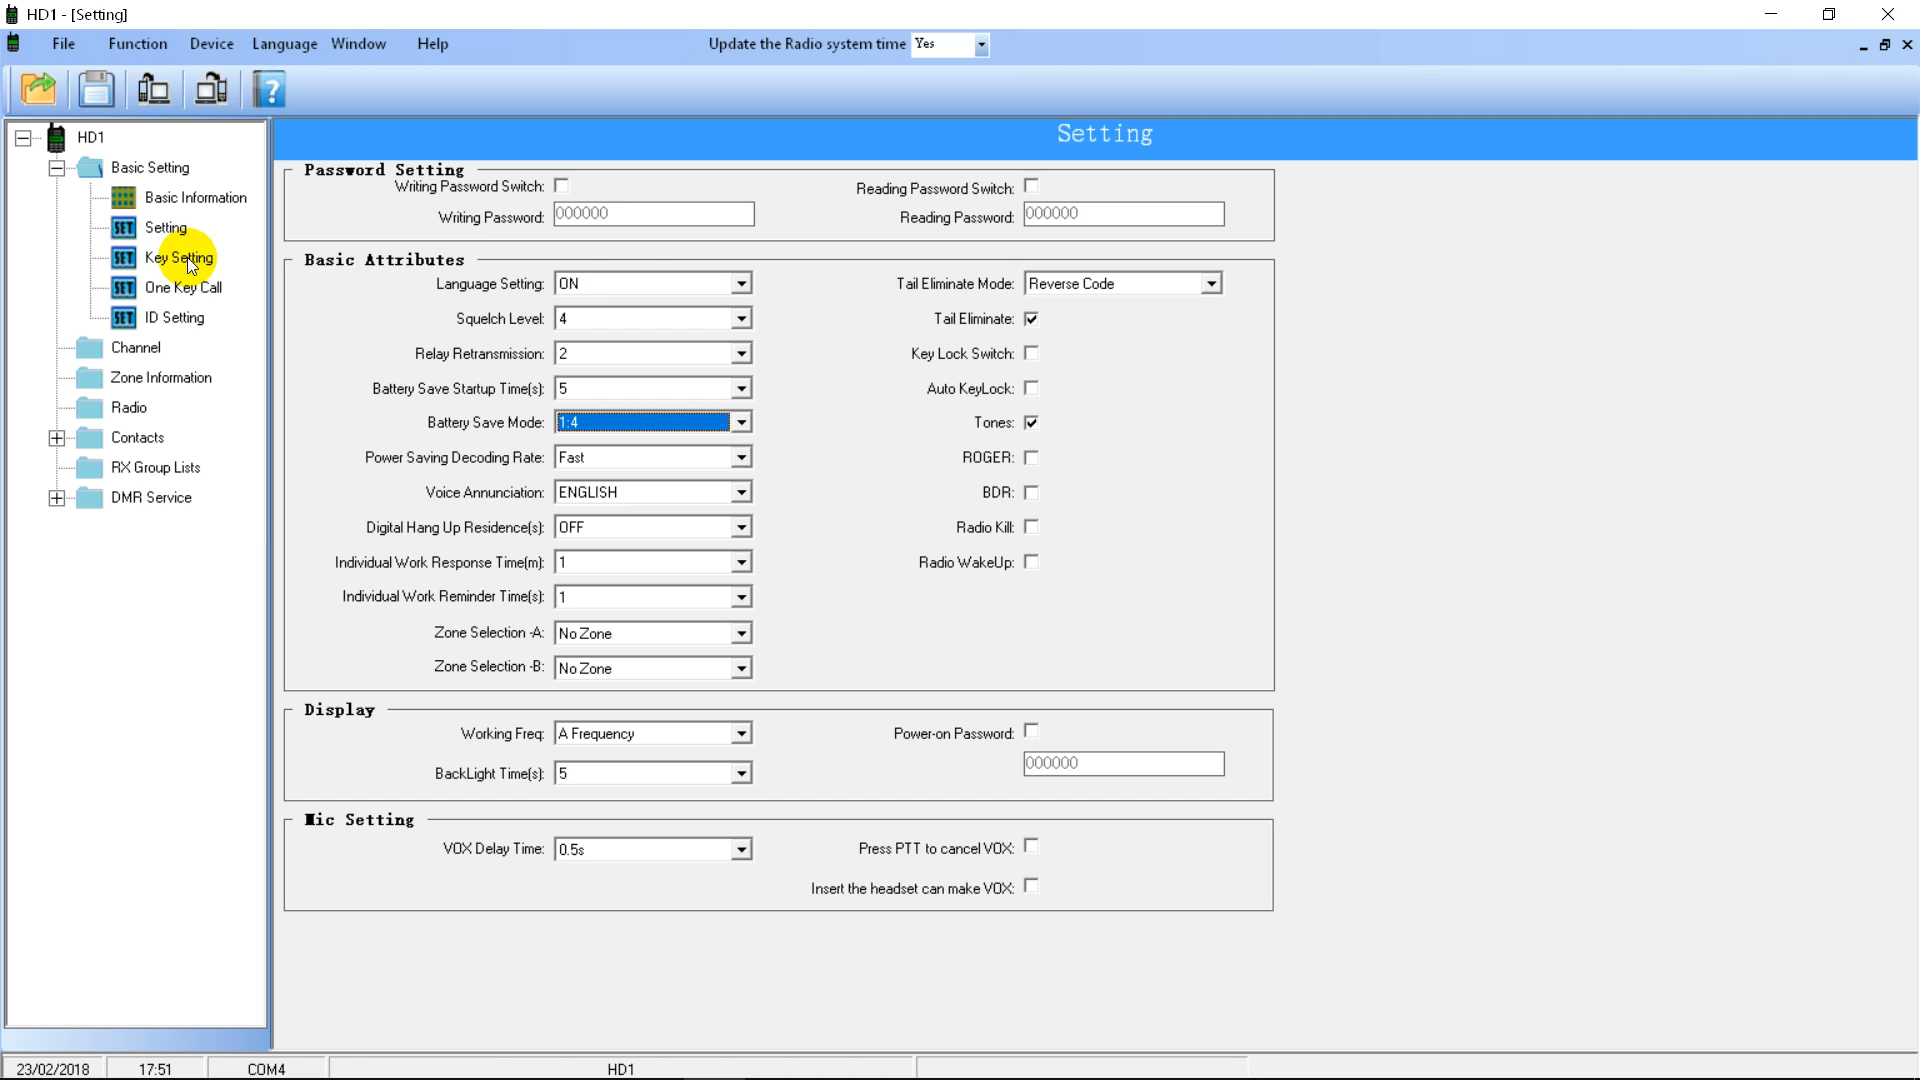 HD1 - [Setting]
File Function Device Language Window Help Update the Radio system time Yes
?
HD1
Basic Setting
Basic Information
SET Setting
SET Key Setting
SET One Key Call
SET ID Setting
Channel
Zone Information
Radio
Contacts
RX Group Lists
DMR Service
Setting
Password Setting
Writing Password Switch: Reading Password Switch:
Writing Password: 000000 Reading Password: 000000
Basic Attributes
Language Setting: ON Tail Eliminate Mode: Reverse Code
Squelch Level: 4 Tail Eliminate:
Relay Retransmission: 2 Key Lock Switch:
Battery Save Startup Time(s): 5 Auto KeyLock:
Battery Save Mode: 1:4 Tones:
Power Saving Decoding Rate: Fast ROGER:
Voice Annunciation: ENGLISH BDR:
Digital Hang Up Residence(s): OFF Radio Kill:
Individual Work Response Time(m): 1 Radio WakeUp:
Individual Work Reminder Time(s): 1
Zone Selection -A: No Zone
Zone Selection -B: No Zone
Display
Working Freq: A Frequency Power-on Password:
000000
BackLight Time(s): 5
Mic Setting
VOX Delay Time: 0.5s Press PTT to cancel VOX:
Insert the headset can make VOX:
23/02/2018 17:51 COM4 HD1